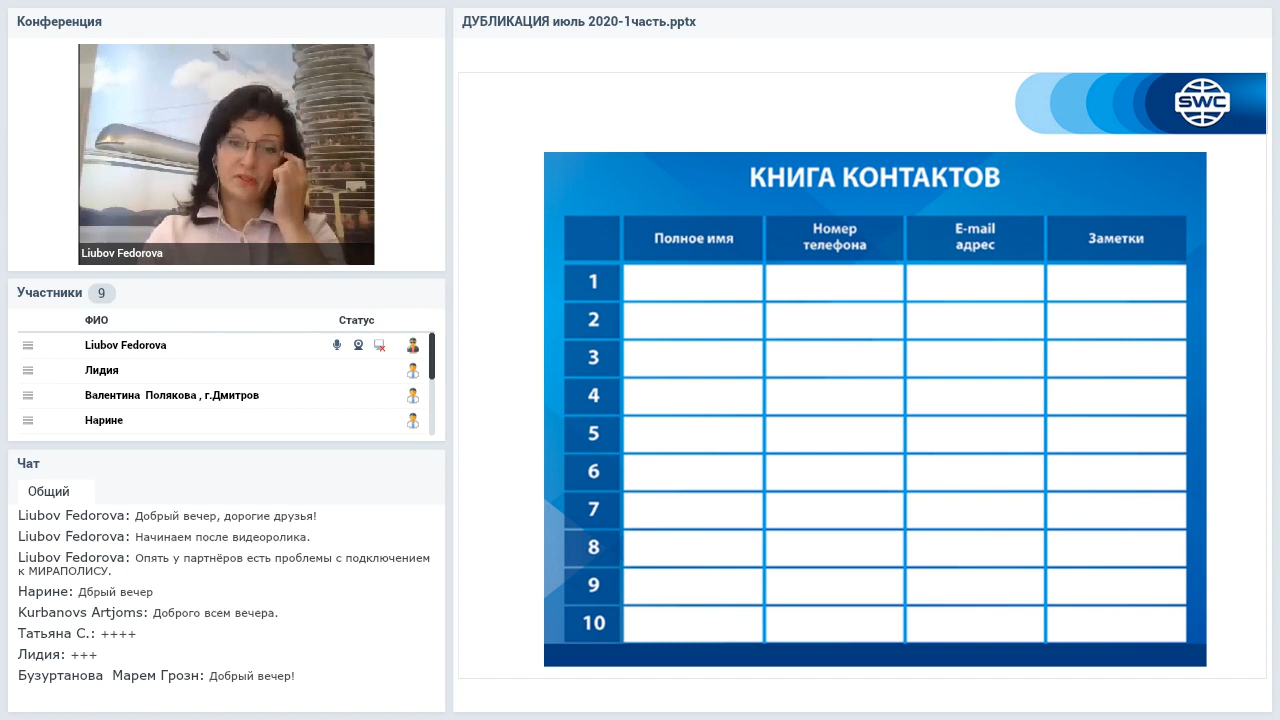 Конференция
Liubov Fedorova
Участники 9
ФИО Статус
Liubov Fedorova
Лидия
Валентина Полякова , г.Дмитров
Нарине
Чат
Общий
Liubov Fedorova: Добрый вечер, дорогие друзья!
Liubov Fedorova: Начинаем после видеоролика.
Liubov Fedorova: Опять у партнёров есть проблемы с подключением
к МИРАПОЛИСУ.
Нарине: Дбрый вечер
Kurbanovs Artjoms: Доброго всем вечера.
Татьяна С.: ++++
Лидия: +++
Бузуртанова Марем Грозн: Добрый вечер!
ДУБЛИКАЦИЯ июль 2020-1часть.pptx
SWC
КНИГА КОНТАКТОВ
Полное имя
Номер
телефона
E-mail
адрес
Заметки
1
2
3
4
5
6
7
8
9
10